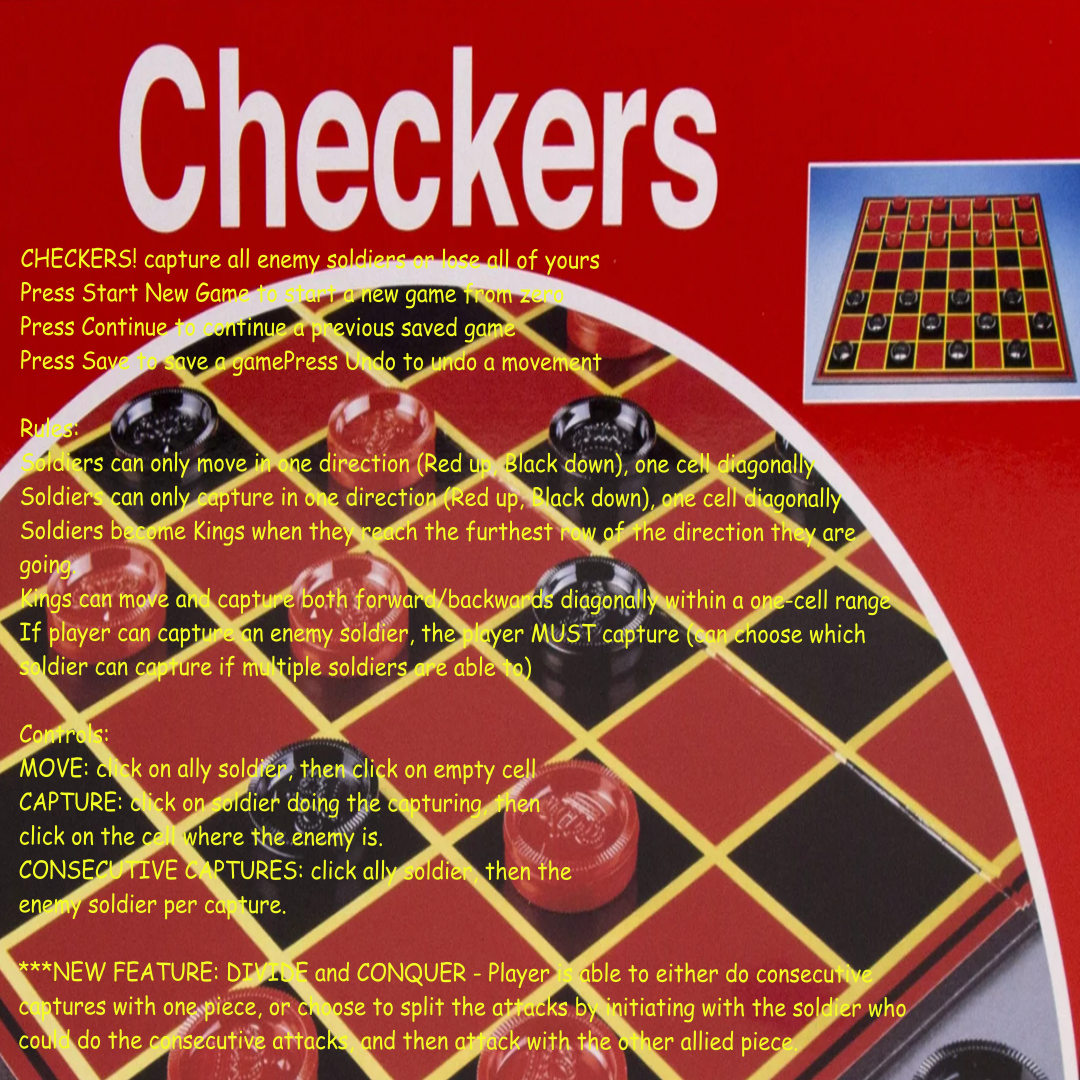 Checkers
CHECKERS! capture all enemy soldiers or lose all of yours
Press Start New Game to start a new game from zero
Press Continue to continue a previous saved game
Press Save to save a gamePress Undo to undo a movement
Rules:
Soldiers can only move in one direction (Red up, Black down), one cell diagonally
Soldiers can only capture in one direction (Red up, Black down), one cell diagonally
Soldiers become Kings when they reach the furthest row of the direction they are
going.
Kings can move and capture both forward/backwards diagonally within a one-cell range
If player can capture an enemy soldier, the player MUST capture (can choose which
soldier can capture if multiple soldiers are able to)
Controls:
MOVE: click on ally soldier, then click on empty cell
CAPTURE: click on soldier doing the capturing, then
click on the cell where the enemy is.
CONSECUTIVE CAPTURES: click ally soldier, then the
enemy soldier per capture.
***NEW FEATURE: DIVIDE and CONQUER - Player is able to either do consecutive
captures with one piece, or choose to split the attacks by initiating with the soldier who
could do the consecutive attacks, and then attack with the other allied piece.